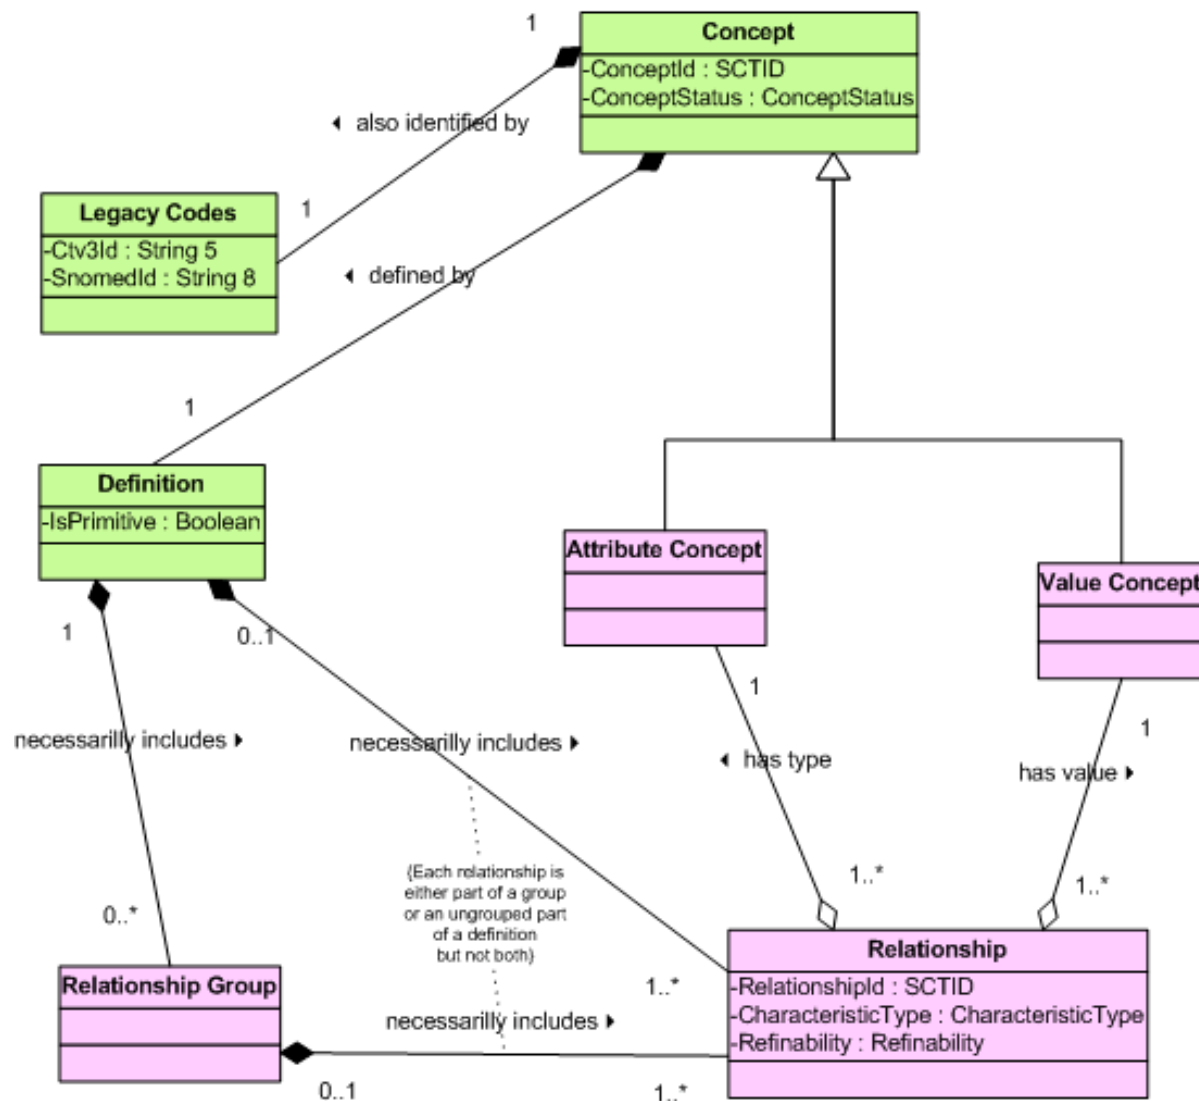 1
Concept
-ConceptId : SCTID
-ConceptStatus : ConceptStatus
also identified by
1
Legacy Codes
-Ctv3Id : String 5
-SnomedId : String 8
defined by
1
Definition
-IsPrimitive : Boolean
Attribute Concept
Value Concept
1
0..1
1
1
necessarilly includes
necessarilly includes
has type
has value
{Each relationship is
either part of a group
or an ungrouped part
of a definition
but not both}
1..*
1..*
0..*
Relationship Group
Relationship
-RelationshipId : SCTID
-CharacteristicType : CharacteristicType
-Refinability : Refinability
1..*
necessarilly includes
0..1
1..*